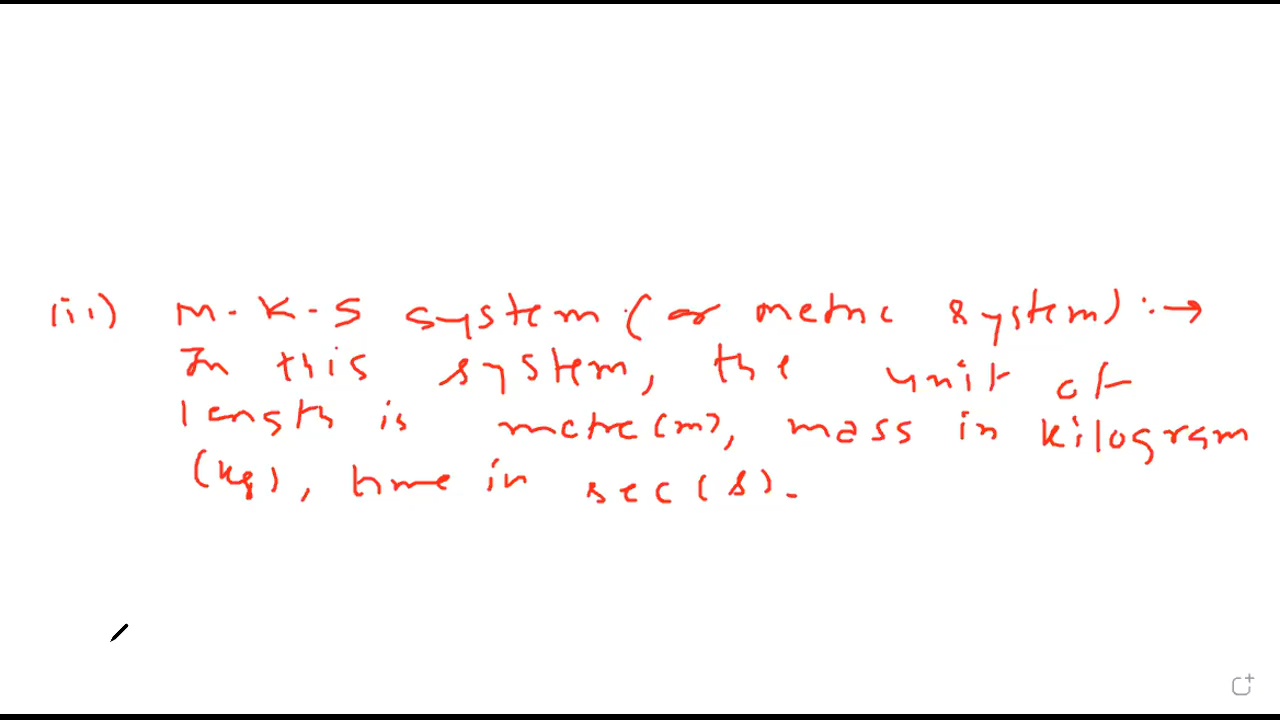 iii) M.K.S system (or metric system) :→
In this system, the unit of
length is metre(m), mass in kilogram
(kg), time in sec(s).